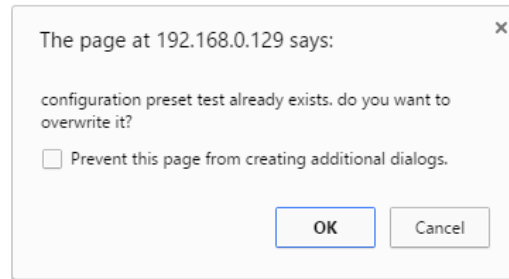 The page at 192.168.0.129 says:
configuration preset test already exists. do you want to
overwrite it?
Prevent this page from creating additional dialogs.
OK
Cancel